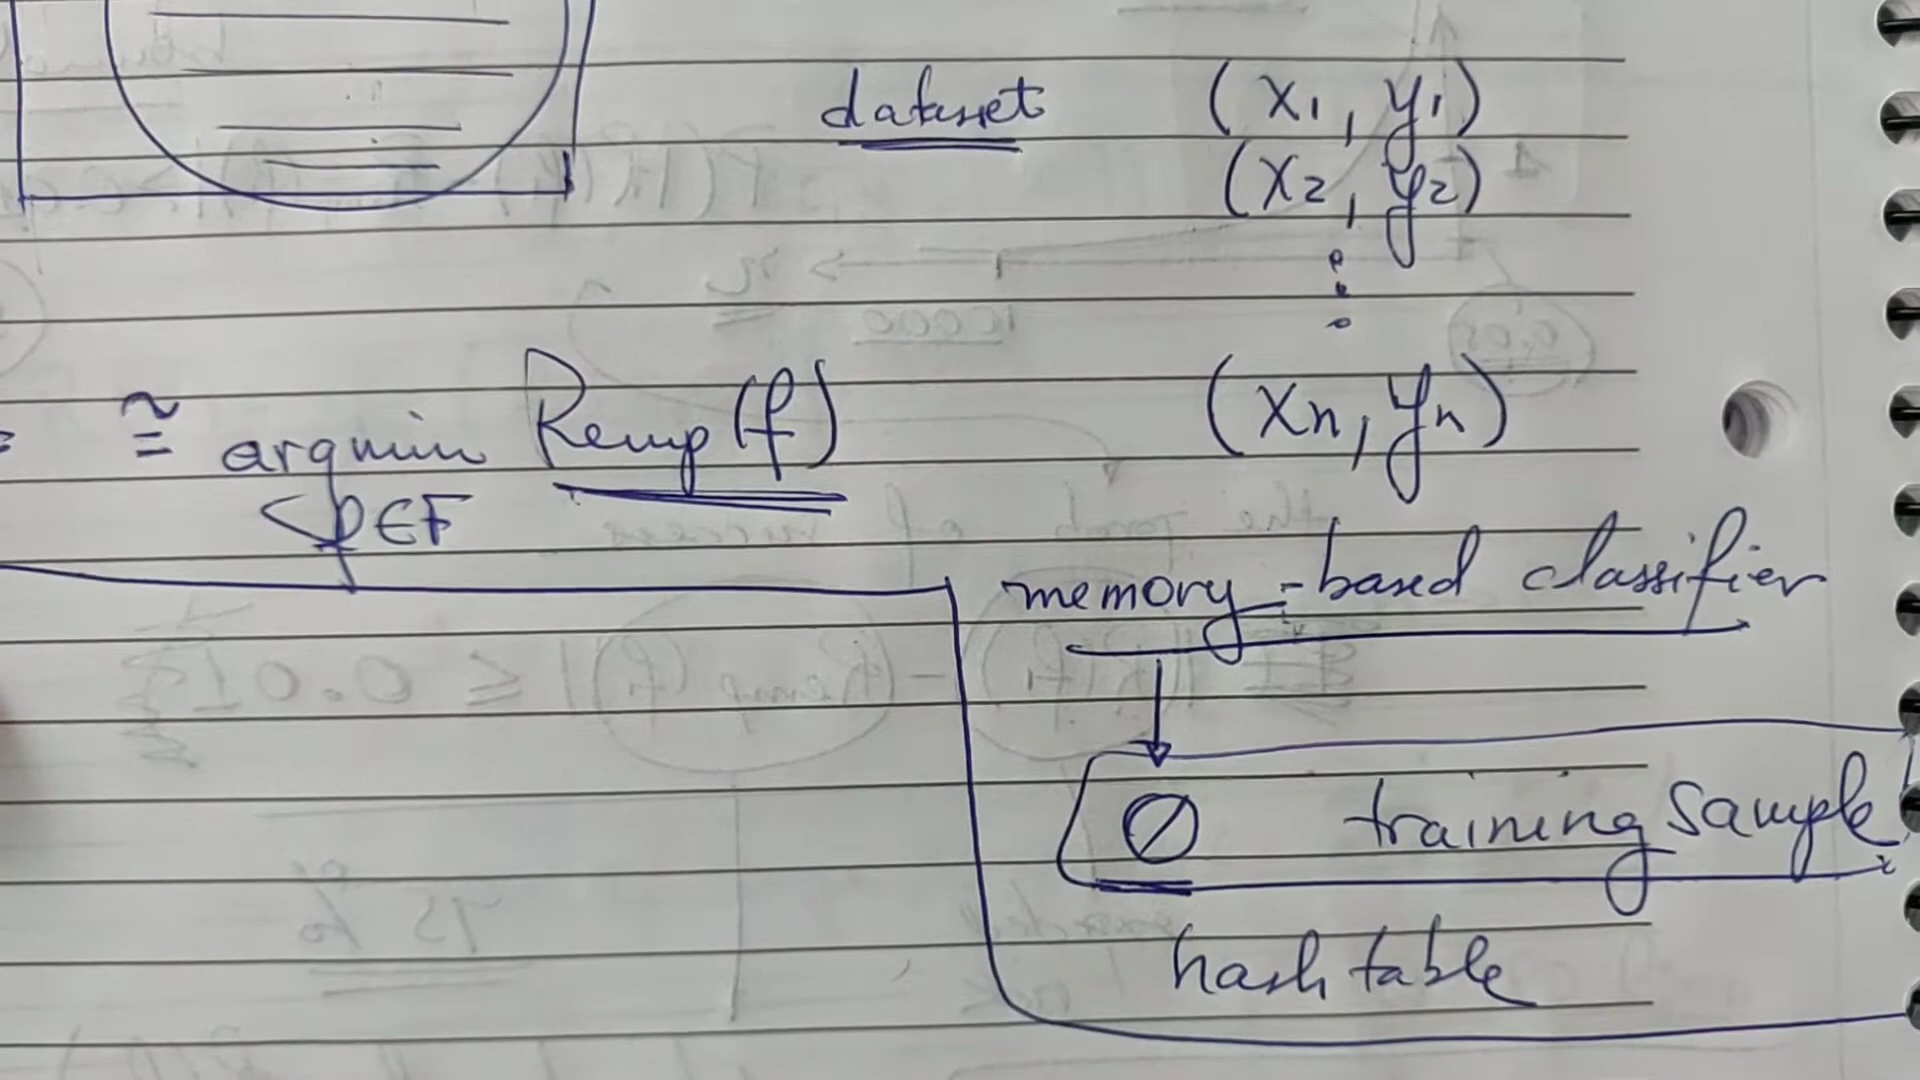 dataset (x1, y1)
(x2, y2)
⋮
(xn, yn)
≅ argmin Remp(f)
f∈F
memory-based classifier
∅ training sample
hash table